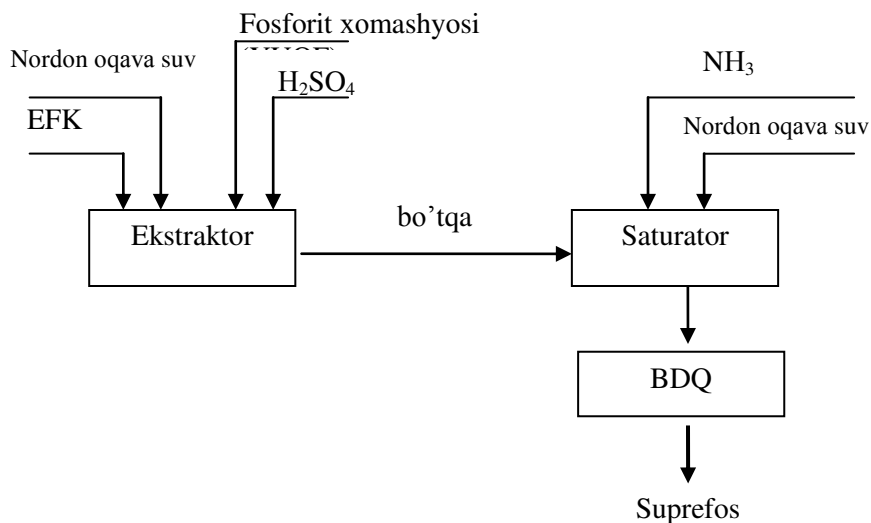 Fosforit xomashyosi
Nordon oqava suv
H₂SO₄
EFK
NH₃
Nordon oqava suv
Ekstraktor
bo’tqa
Saturator
BDQ
Suprefos